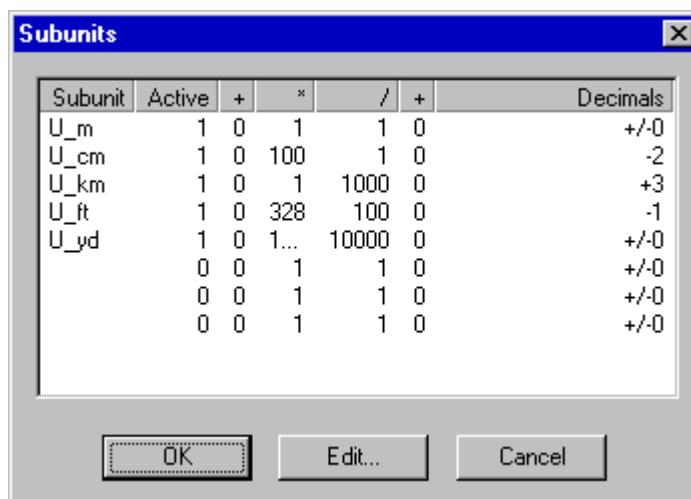 Subunits
Subunit Active + * / + Decimals
U_m 1 0 1 1 0 +/-0
U_cm 1 0 100 1 0 -2
U_km 1 0 1 1000 0 +3
U_ft 1 0 328 100 0 -1
U_yd 1 0 1... 10000 0 +/-0
0 0 1 1 0 +/-0
0 0 1 1 0 +/-0
0 0 1 1 0 +/-0
OK Edit... Cancel